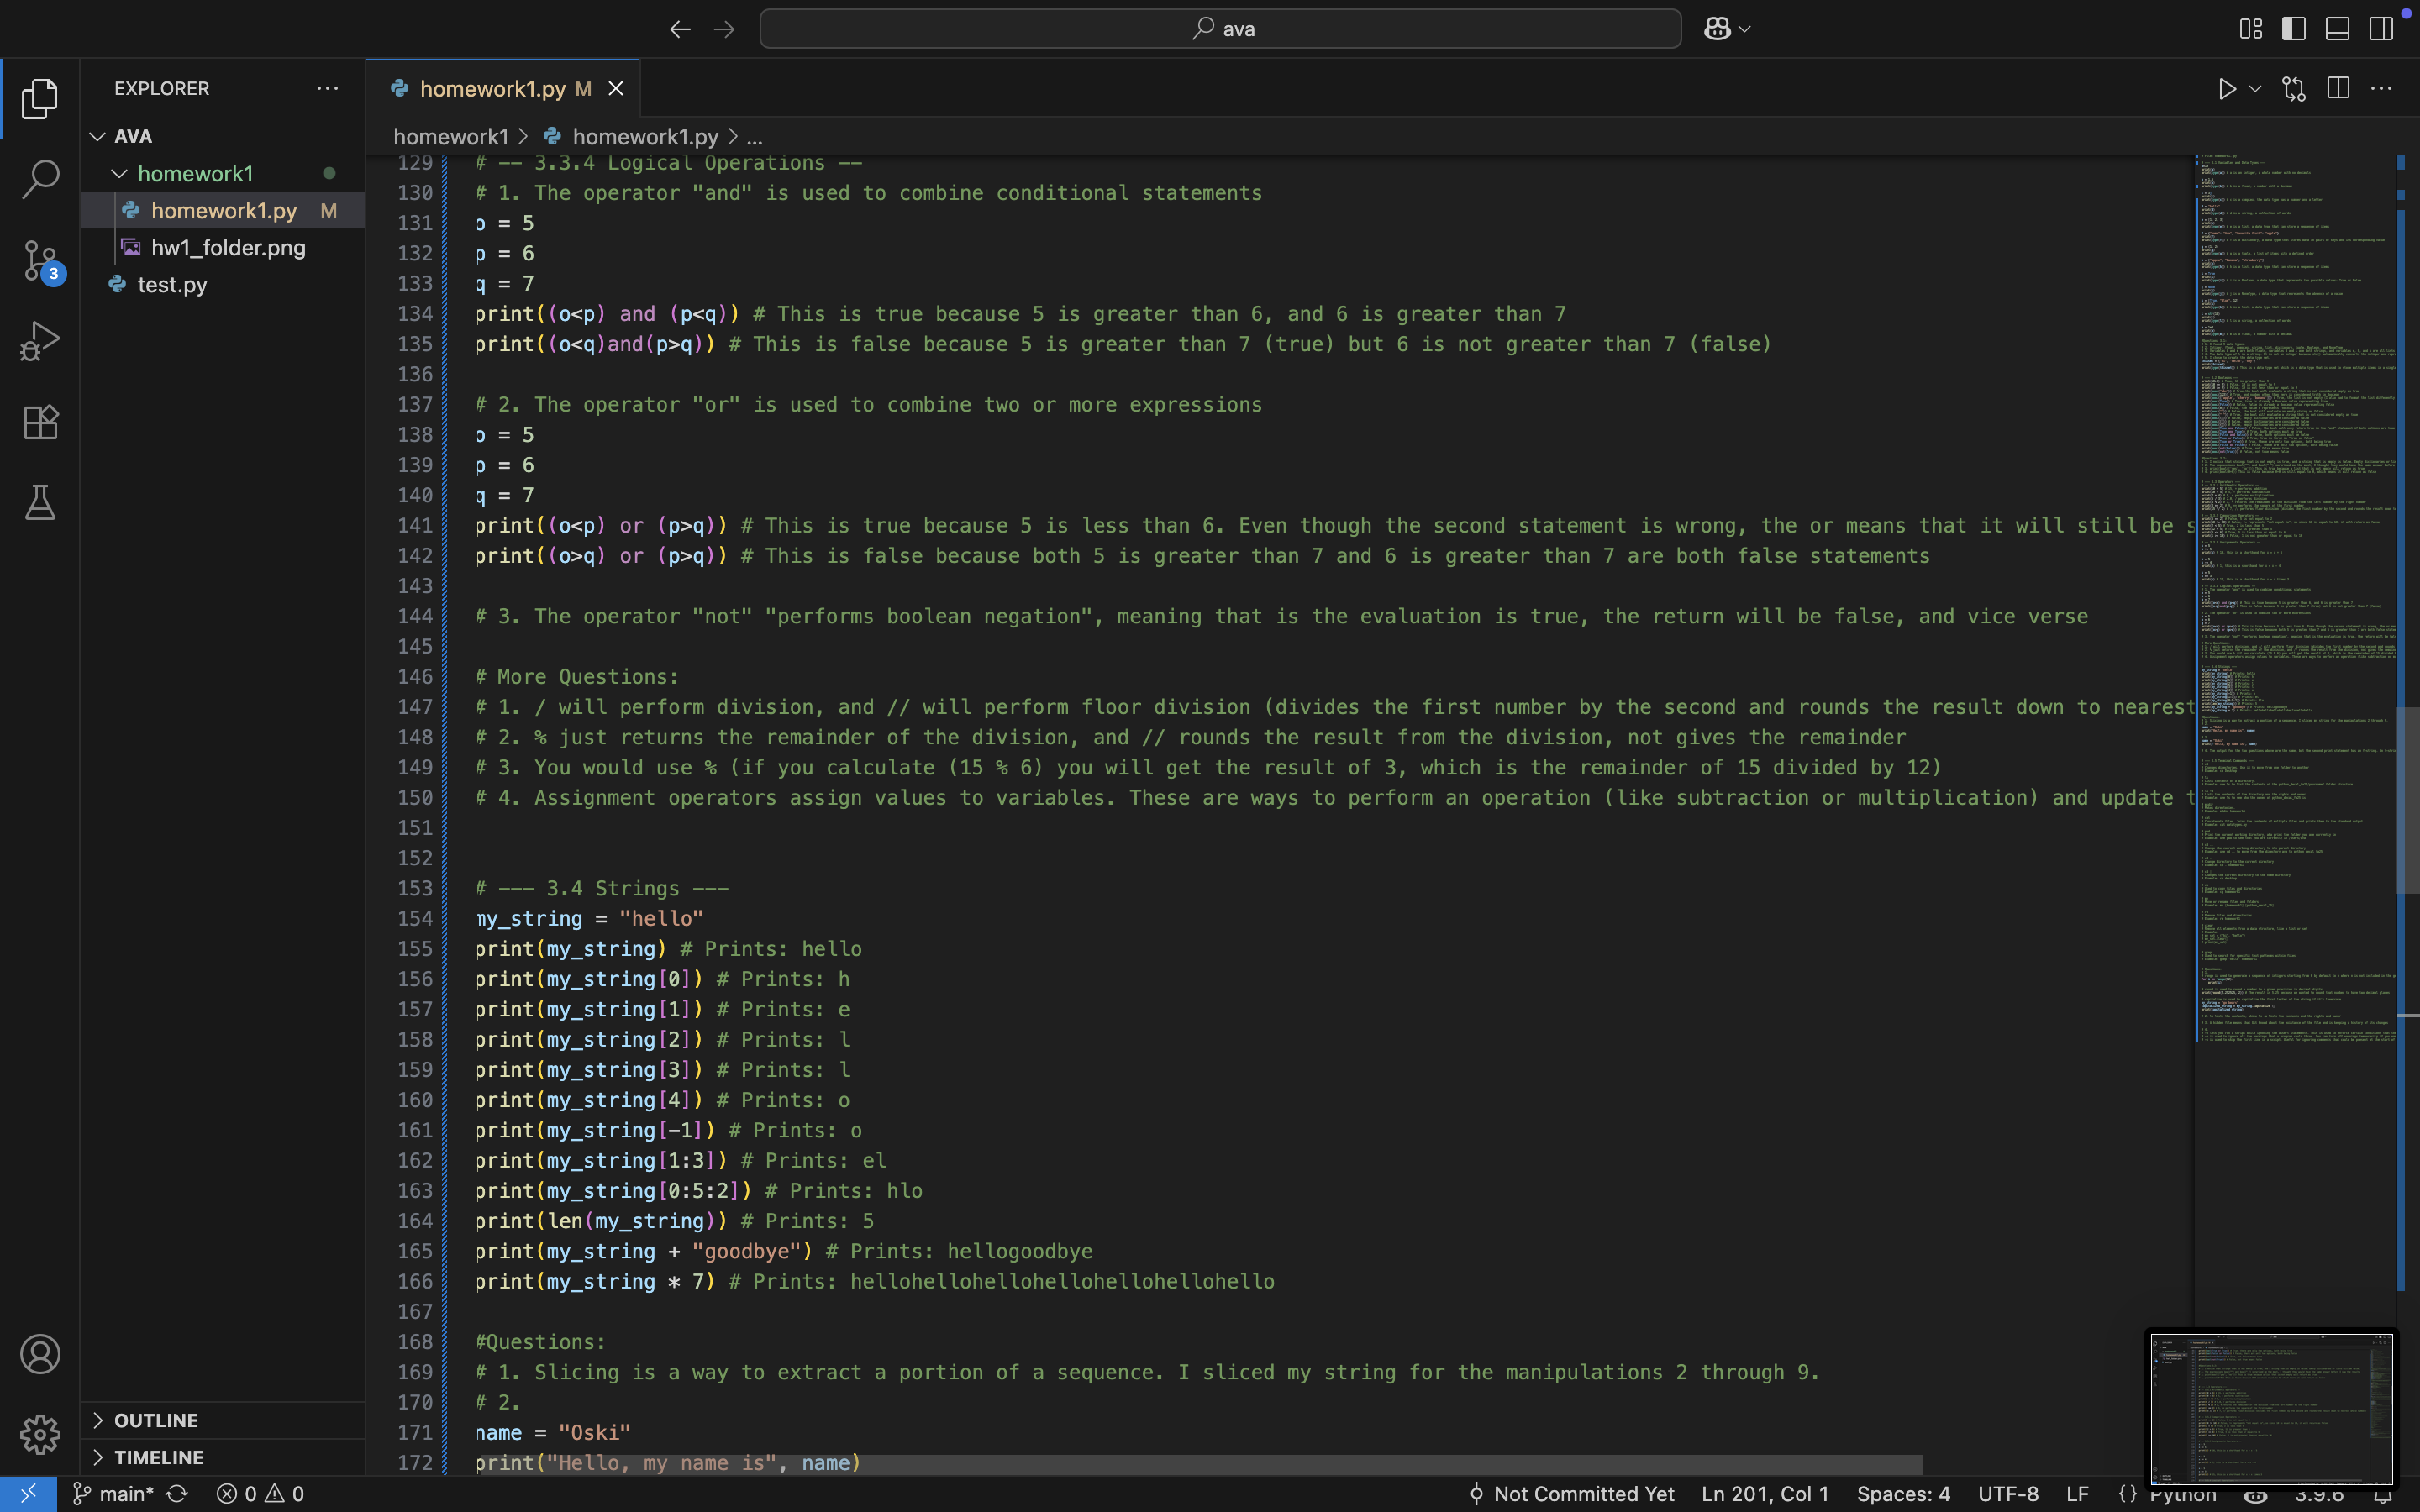 ava
EXPLORER
AVA
homework1
homework1.py M
hw1_folder.png
test.py
3
OUTLINE
TIMELINE
homework1.py M
homework1 > homework1.py > ...
129 # -- 3.3.4 Logical Operations --
130 # 1. The operator "and" is used to combine conditional statements
131 o = 5
132 p = 6
133 q = 7
134 print((o<p) and (p<q)) # This is true because 5 is greater than 6, and 6 is greater than 7
135 print((o<q)and(p>q)) # This is false because 5 is greater than 7 (true) but 6 is not greater than 7 (false)
136
137 # 2. The operator "or" is used to combine two or more expressions
138 o = 5
139 p = 6
140 q = 7
141 print((o<p) or (p>q)) # This is true because 5 is less than 6. Even though the second statement is wrong, the or means that it will still be s
142 print((o>q) or (p>q)) # This is false because both 5 is greater than 7 and 6 is greater than 7 are both false statements
143
144 # 3. The operator "not" "performs boolean negation", meaning that is the evaluation is true, the return will be false, and vice verse
145
146 # More Questions:
147 # 1. / will perform division, and // will perform floor division (divides the first number by the second and rounds the result down to nearest
148 # 2. % just returns the remainder of the division, and // rounds the result from the division, not gives the remainder
149 # 3. You would use % (if you calculate (15 % 6) you will get the result of 3, which is the remainder of 15 divided by 12)
150 # 4. Assignment operators assign values to variables. These are ways to perform an operation (like subtraction or multiplication) and update t
151
152
153 # --- 3.4 Strings ---
154 my_string = "hello"
155 print(my_string) # Prints: hello
156 print(my_string[0]) # Prints: h
157 print(my_string[1]) # Prints: e
158 print(my_string[2]) # Prints: l
159 print(my_string[3]) # Prints: l
160 print(my_string[4]) # Prints: o
161 print(my_string[-1]) # Prints: o
162 print(my_string[1:3]) # Prints: el
163 print(my_string[0:5:2]) # Prints: hlo
164 print(len(my_string)) # Prints: 5
165 print(my_string + "goodbye") # Prints: hellogoodbye
166 print(my_string * 7) # Prints: hellohellohellohellohellohellohello
167
168 #Questions:
169 # 1. Slicing is a way to extract a portion of a sequence. I sliced my string for the manipulations 2 through 9.
170 # 2.
171 name = "Oski"
172 print("Hello, my name is", name)
main* 0 0 Not Committed Yet Ln 201, Col 1 Spaces: 4 UTF-8 LF {} Python 3.9.6